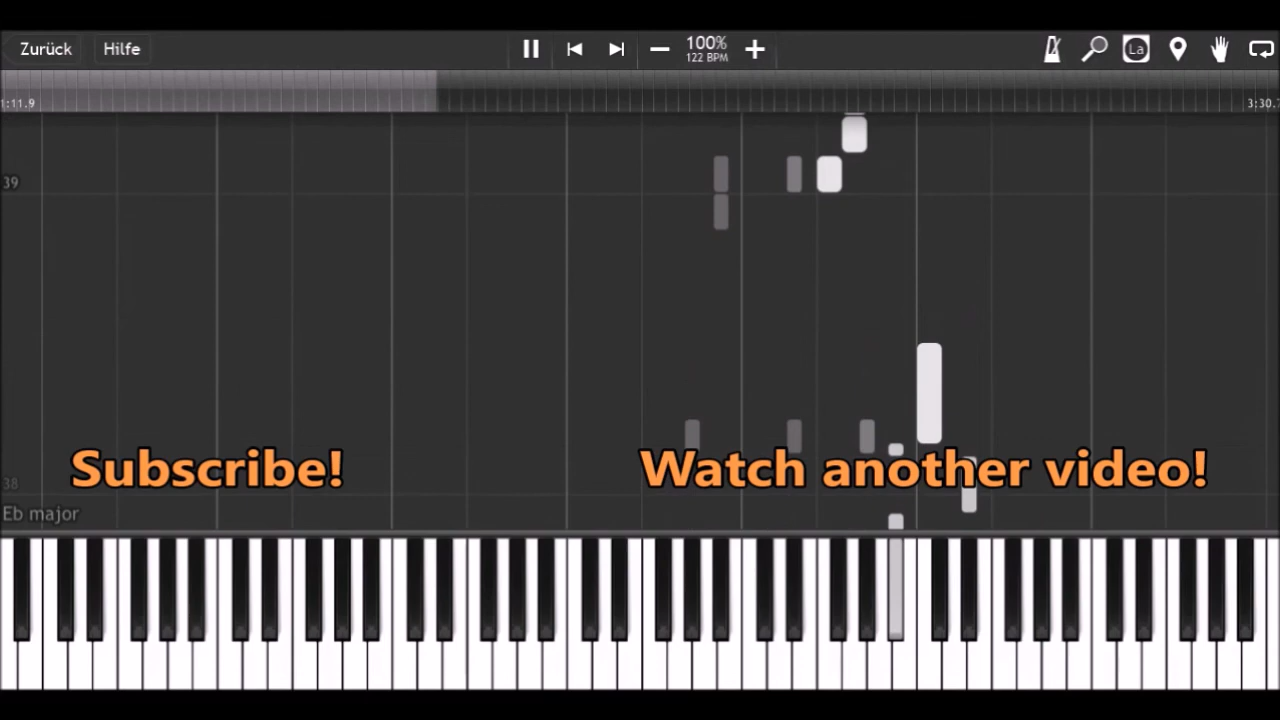 Zurück Hilfe 100%
122 BPM
La
1:11.9 3:30.
39
Subscribe! Watch another video!
38
Eb major